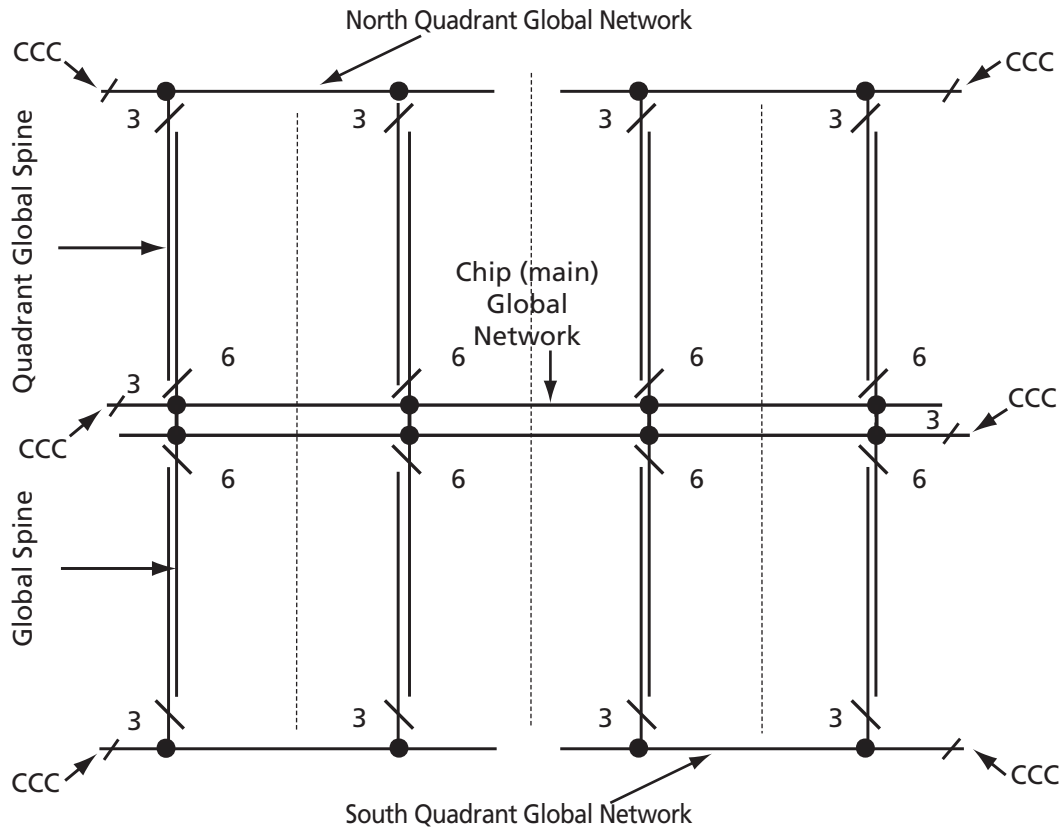 North Quadrant Global Network
CCC
CCC
3
3
3
3
Quadrant Global Spine
Chip (main)
Global
Network
6
6
6
6
3
CCC
3
CCC
6
6
6
6
Global Spine
3
3
3
3
CCC
CCC
South Quadrant Global Network